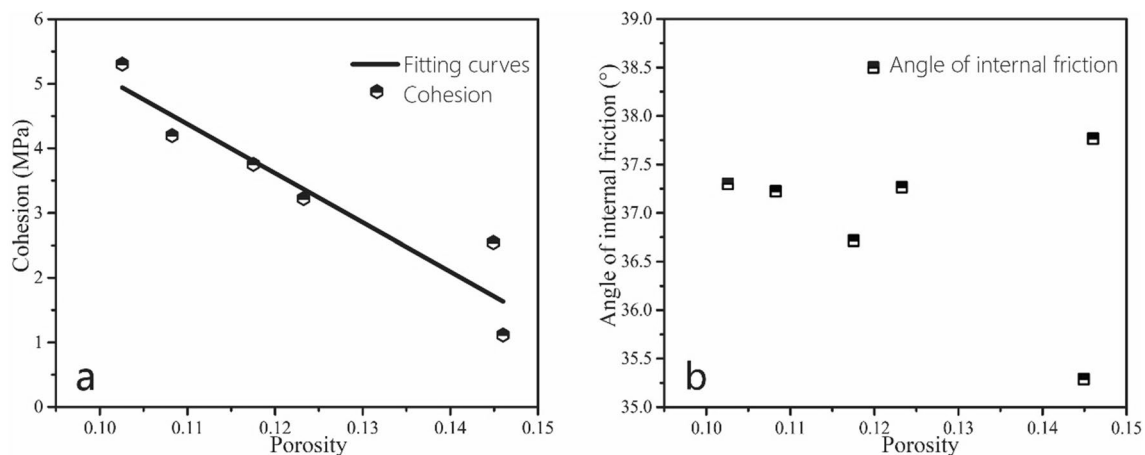 6
5
4
3
2
1
0
Cohesion (MPa)
Fitting curves
Cohesion
a
0.10 0.11 0.12 0.13 0.14 0.15
Porosity
39.0
38.5
38.0
37.5
37.0
36.5
36.0
35.5
35.0
Angle of internal friction (°)
Angle of internal friction
b
0.10 0.11 0.12 0.13 0.14 0.15
Porosity